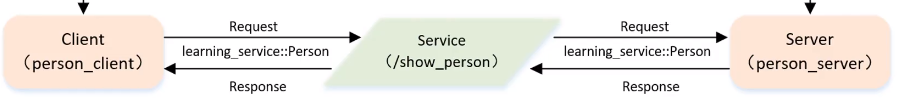 Client
（person_client）
Request
learning_service::Person
Response
Service
（/show_person）
Request
learning_service::Person
Response
Server
（person_server）